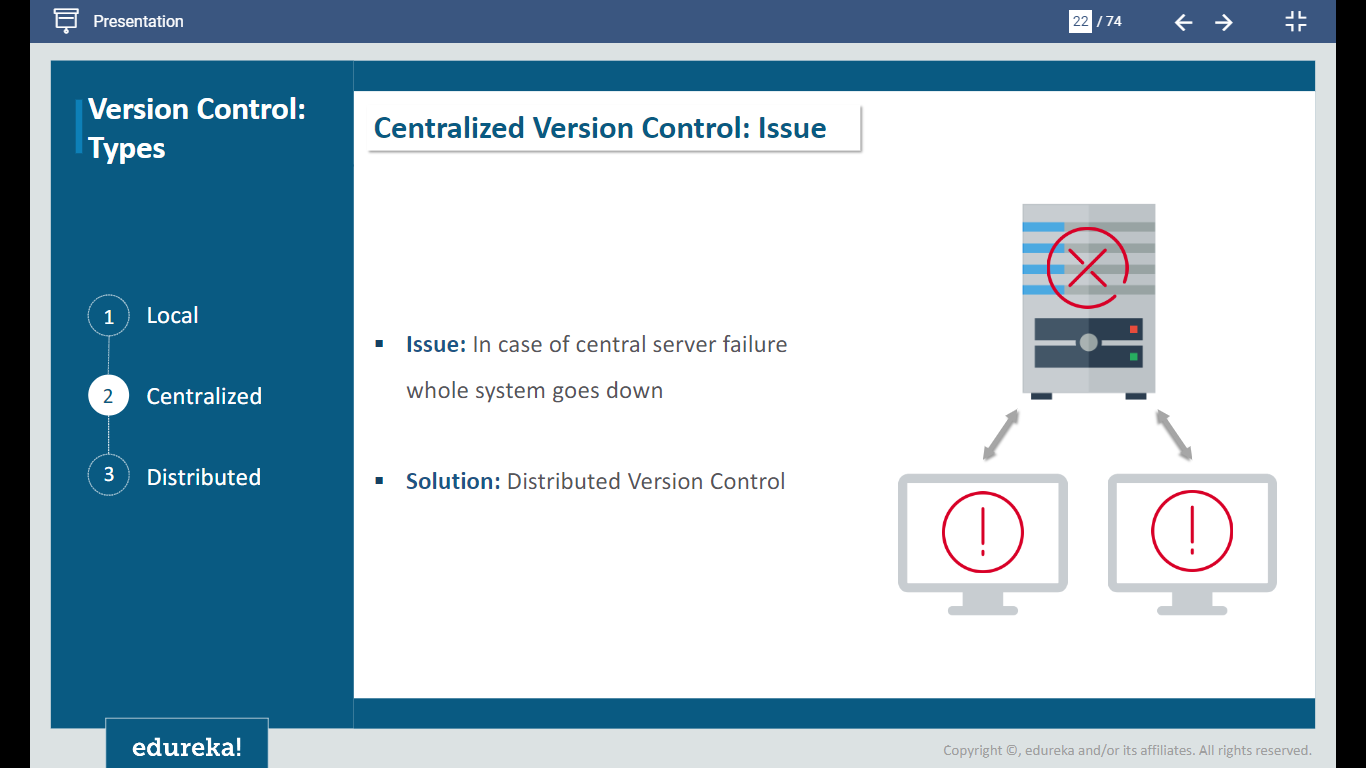 Presentation
22 / 74
Version Control:
Types
1 Local
2 Centralized
3 Distributed
Centralized Version Control: Issue
▪ Issue: In case of central server failure
whole system goes down
▪ Solution: Distributed Version Control
edureka!
Copyright ©, edureka and/or its affiliates. All rights reserved.